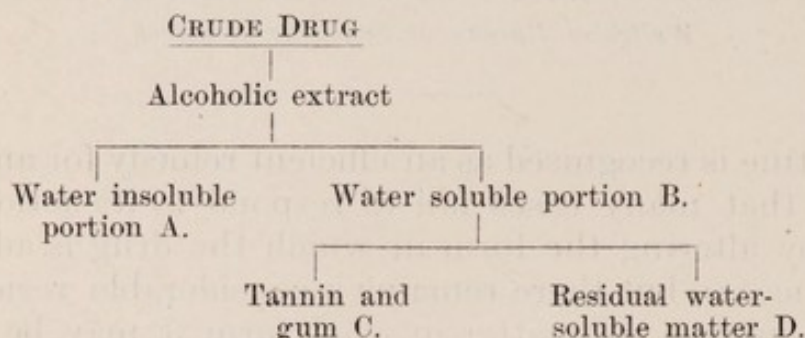 CRUDE DRUG
Alcoholic extract
Water insoluble
portion A.
Water soluble portion B.
Tannin and
gum C.
Residual water-
soluble matter D.